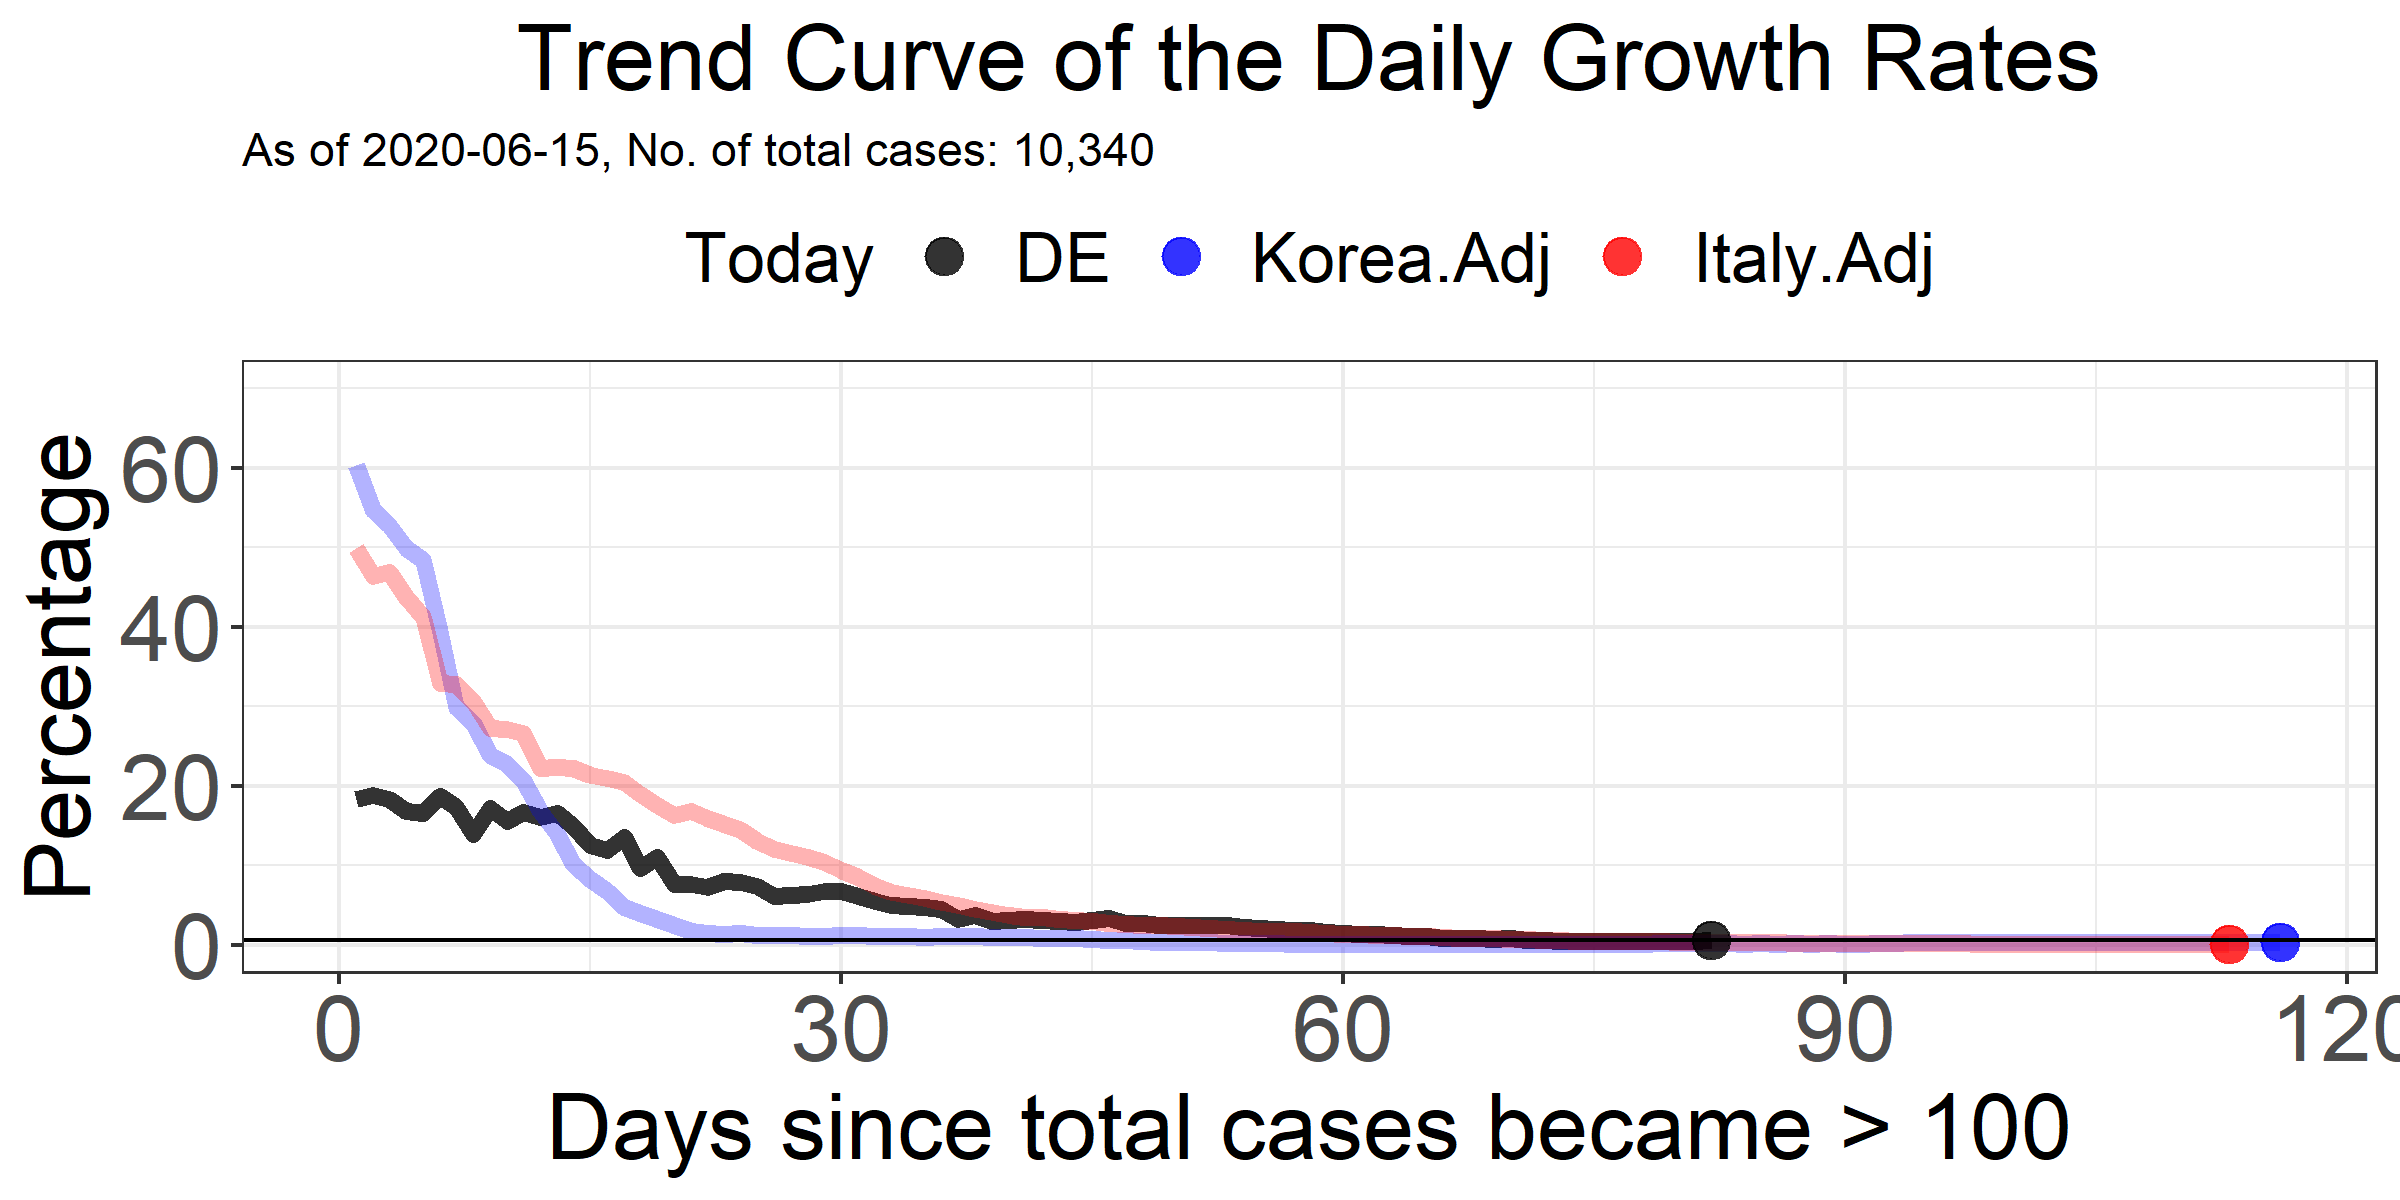 Trend Curve of the Daily Growth Rates
As of 2020-06-15, No. of total cases: 10,340
Today DE Korea.Adj Italy.Adj
Percentage
60
40
20
0
0 30 60 90 120
Days since total cases became > 100